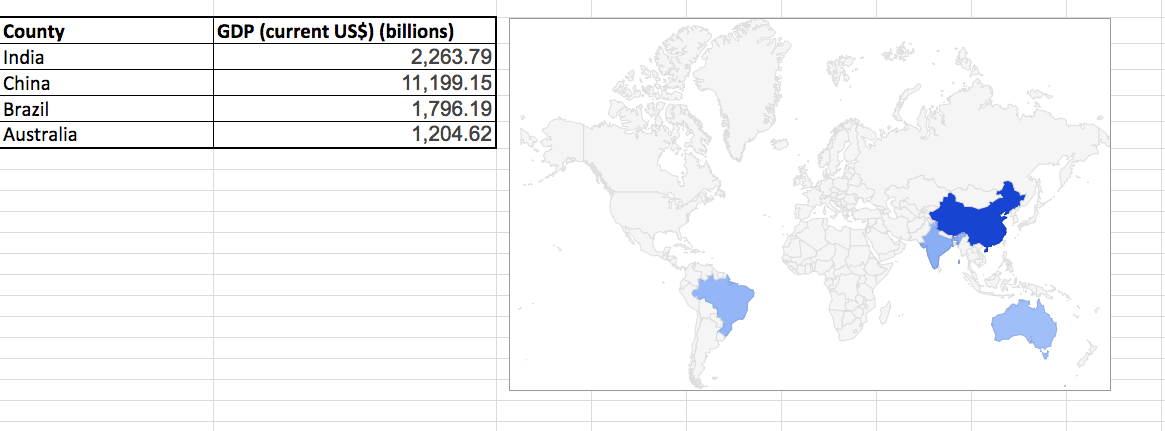 County GDP (current US$) (billions)
India 2,263.79
China 11,199.15
Brazil 1,796.19
Australia 1,204.62